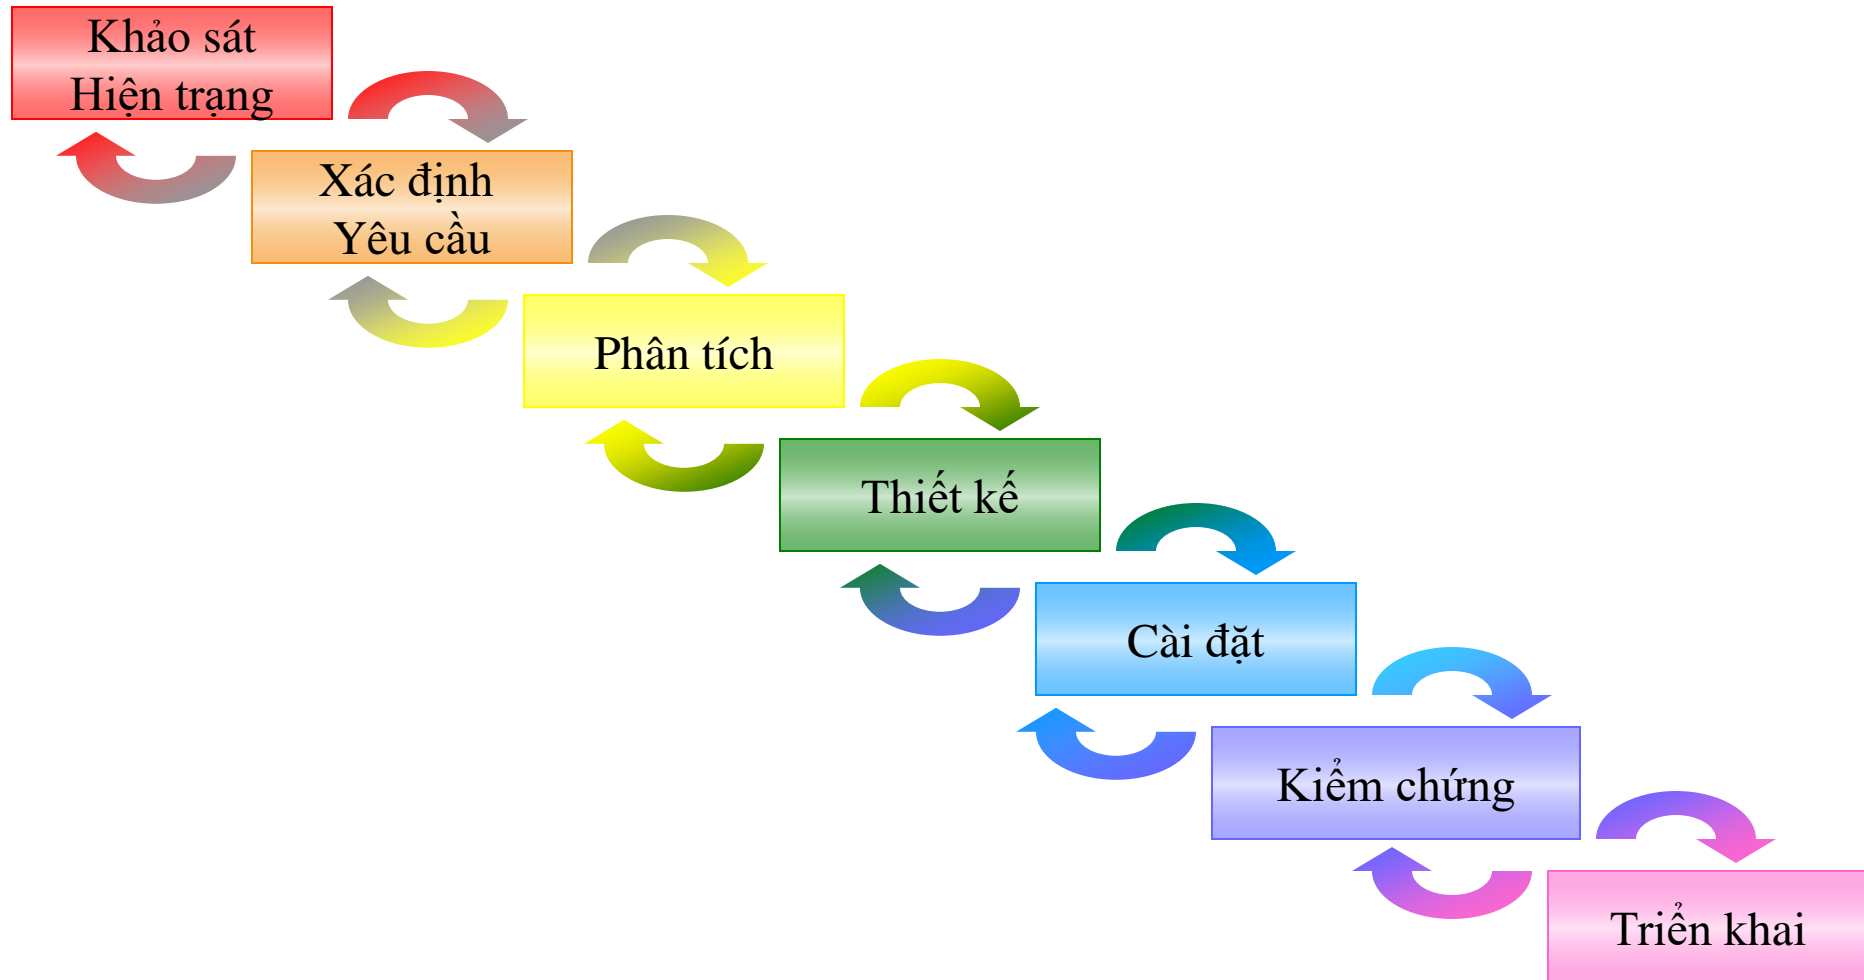 Khảo sát
Hiện trạng
Xác định
Yêu cầu
Phân tích
Thiết kế
Cài đặt
Kiểm chứng
Triển khai